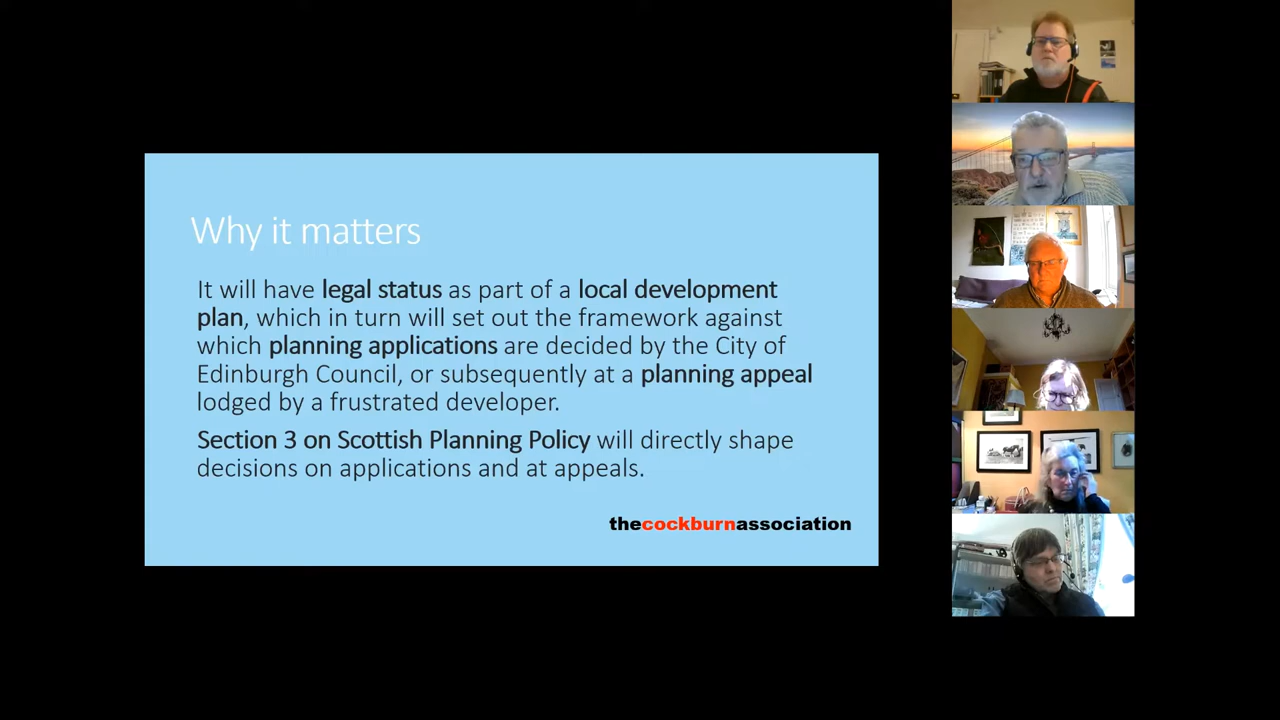 Why it matters
It will have legal status as part of a local development
plan, which in turn will set out the framework against
which planning applications are decided by the City of
Edinburgh Council, or subsequently at a planning appeal
lodged by a frustrated developer.
Section 3 on Scottish Planning Policy will directly shape
decisions on applications and at appeals.
thecockburnassociation